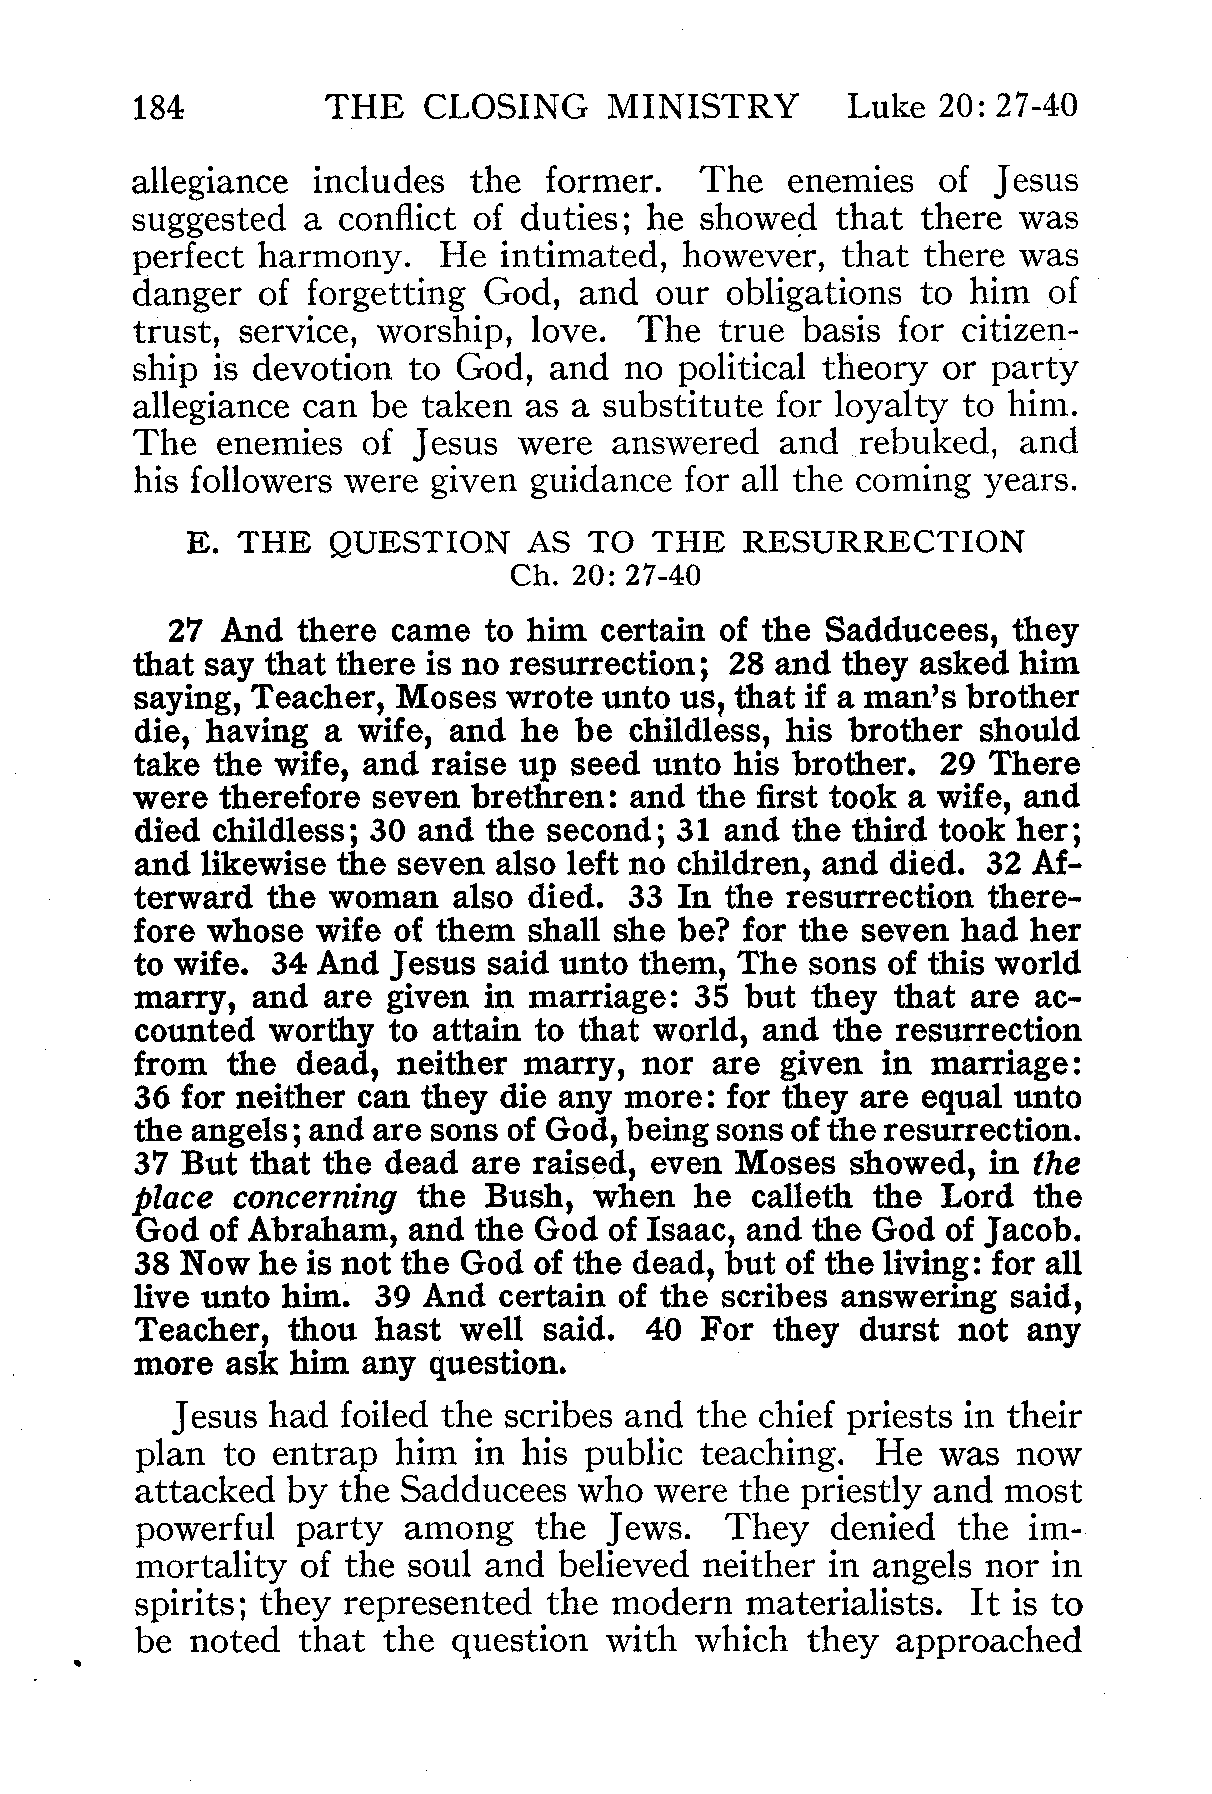 184 THE CLOSING MINISTRY Luke 20: 27-40
allegiance includes the former. The enemies of Jesus
suggested a conflict of duties; he showed that there was
perfect harmony. He intimated, however, that there was
danger of forgetting God, and our obligations to him of
trust, service, worship, love. The true basis for citizen-
ship is devotion to God, and no political theory or party
allegiance can be taken as a substitute for loyalty to him.
The enemies of Jesus were answered and rebuked, and
his followers were given guidance for all the coming years.
E. THE QUESTION AS TO THE RESURRECTION
Ch. 20: 27-40
27 And there came to him certain of the Sadducees, they
that say that there is no resurrection; 28 and they asked him
saying, Teacher, Moses wrote unto us, that if a man's brother
die, having a wife, and he be childless, his brother should
take the wife, and raise up seed unto his brother. 29 There
were therefore seven brethren: and the first took a wife, and
died childless; 30 and the second; 31 and the third took her;
and likewise the seven also left no children, and died. 32 Af-
terward the woman also died. 33 In the resurrection there-
fore whose wife of them shall she be? for the seven had her
to wife. 34 And Jesus said unto them, The sons of this world
marry, and are given in marriage: 35 but they that are ac-
counted worthy to attain to that world, and the resurrection
from the dead, neither marry, nor are given in marriage:
36 for neither can they die any more: for they are equal unto
the angels; and are sons of God, being sons of the resurrection.
37 But that the dead are raised, even Moses showed, in the
place concerning the Bush, when he calleth the Lord the
God of Abraham, and the God of Isaac, and the God of Jacob.
38 Now he is not the God of the dead, but of the living: for all
live unto him. 39 And certain of the scribes answering said,
Teacher, thou hast well said. 40 For they durst not any
more ask him any question.
Jesus had foiled the scribes and the chief priests in their
plan to entrap him in his public teaching. He was now
attacked by the Sadducees who were the priestly and most
powerful party among the Jews. They denied the im-
mortality of the soul and believed neither in angels nor in
spirits; they represented the modern materialists. It is to
be noted that the question with which they approached